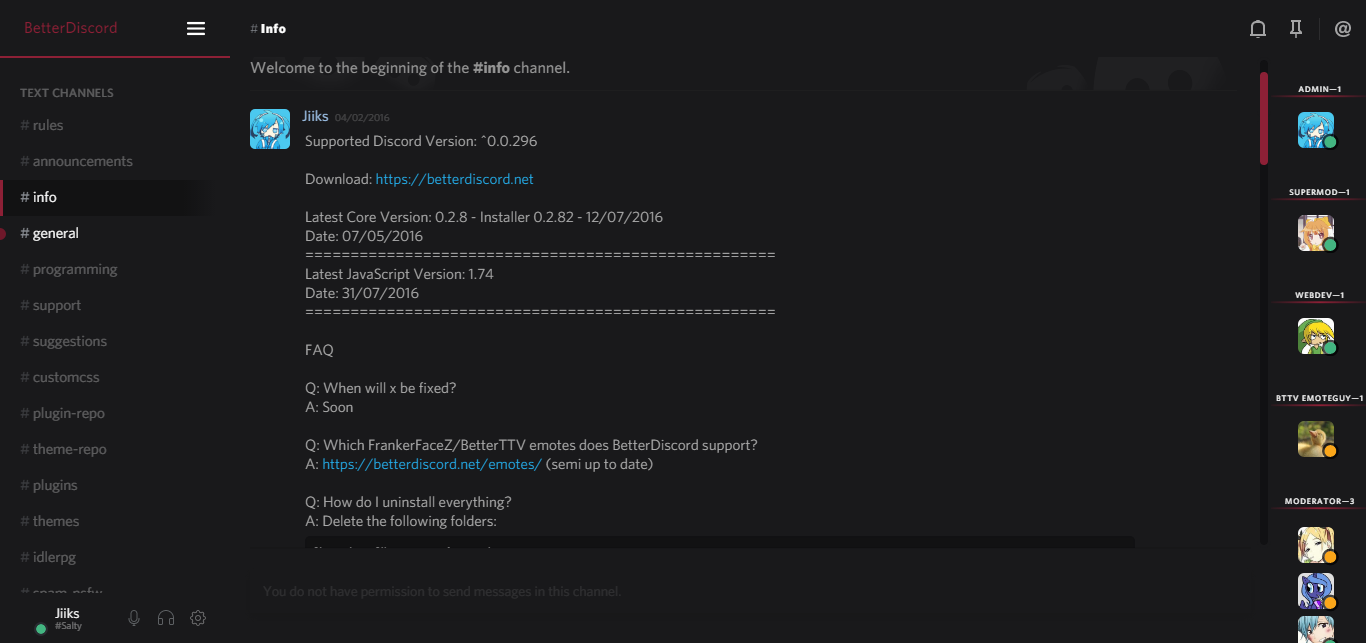 BetterDiscord
TEXT CHANNELS
# rules
# announcements
# info
# general
# programming
# support
# suggestions
# customcss
# plugin-repo
# theme-repo
# plugins
# themes
# idlerpg
# spam-nsfw
Jiiks
#Salty
# Info
@
Welcome to the beginning of the #info channel.
Jiiks 04/02/2016
Supported Discord Version: ^0.0.296
Download: https://betterdiscord.net
Latest Core Version: 0.2.8 - Installer 0.2.82 - 12/07/2016
Date: 07/05/2016
====================================================
Latest JavaScript Version: 1.74
Date: 31/07/2016
====================================================
FAQ
Q: When will x be fixed?
A: Soon
Q: Which FrankerFaceZ/BetterTTV emotes does BetterDiscord support?
A: https://betterdiscord.net/emotes/ (semi up to date)
Q: How do I uninstall everything?
A: Delete the following folders:
You do not have permission to send messages in this channel.
ADMIN—1
SUPERMOD—1
WEBDEV—1
BTTV EMOTEGUY—1
MODERATOR—3